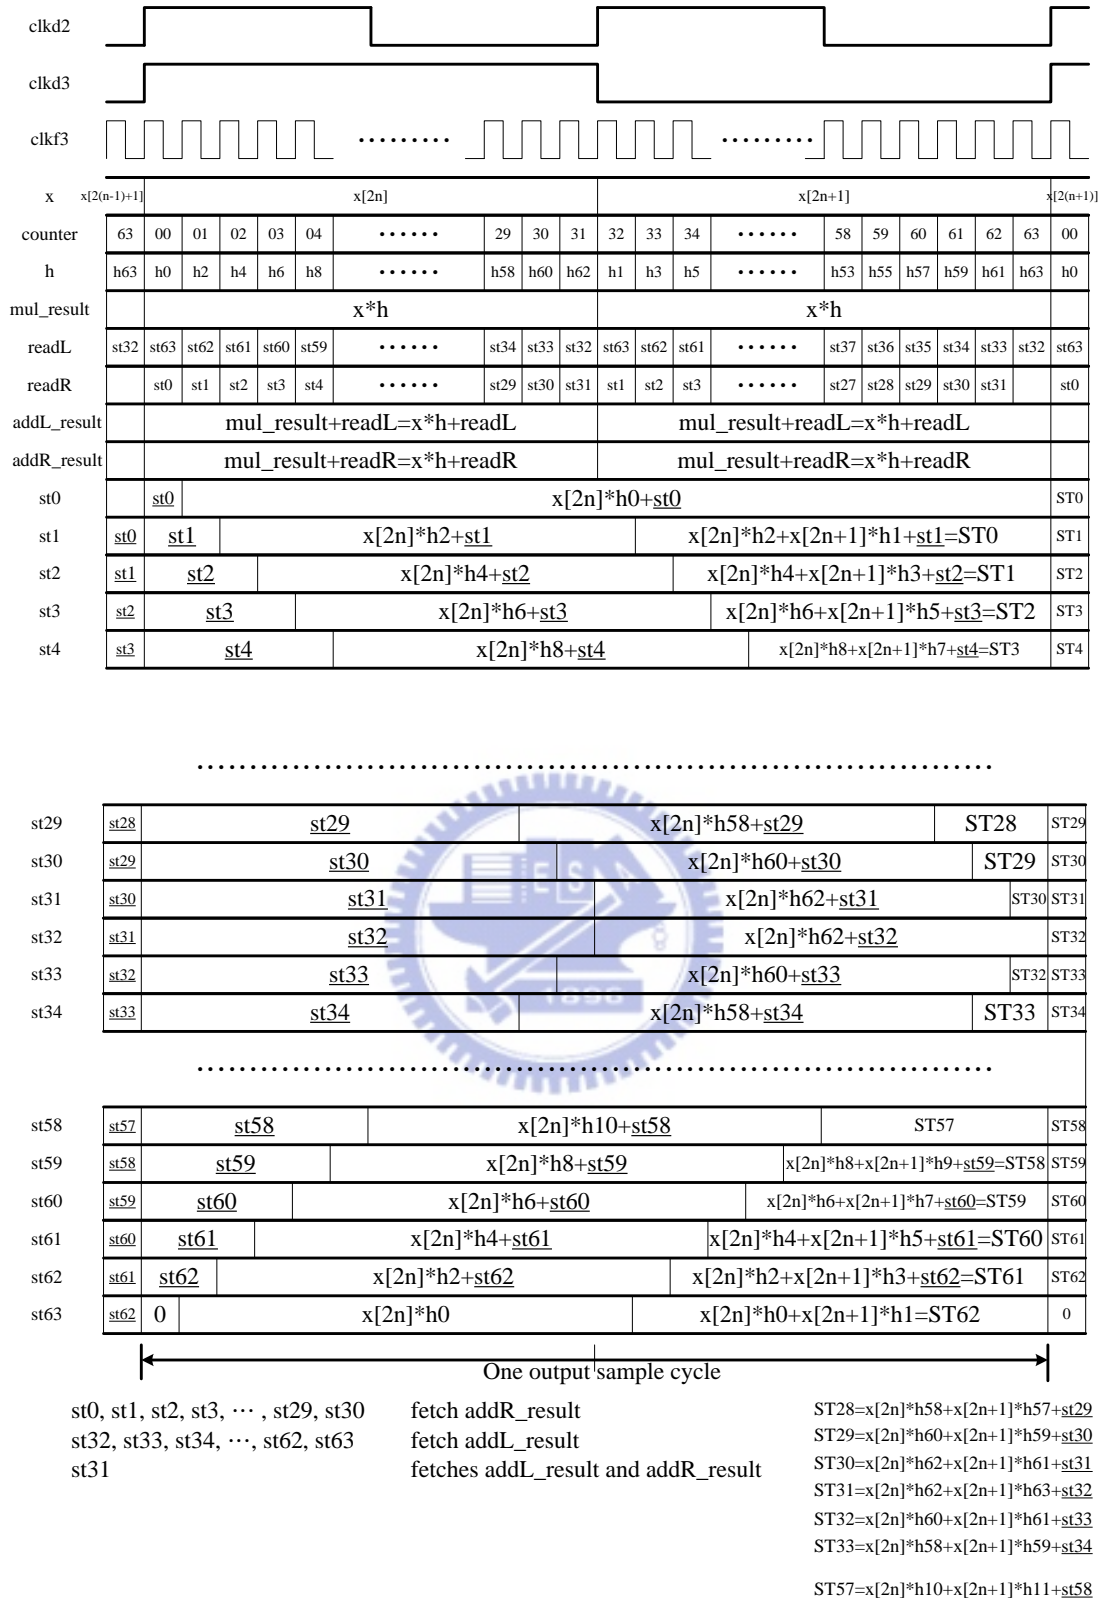 clkd2
clkd3
clkf3 ·········  ·········
x x[2(n-1)+1] x[2n] x[2n+1] x[2(n+1)]
counter 63 00 01 02 03 04 ······ 29 30 31 32 33 34 ······ 58 59 60 61 62 63 00
h h63 h0 h2 h4 h6 h8 ······ h58 h60 h62 h1 h3 h5 ······ h53 h55 h57 h59 h61 h63 h0
mul_result x*h x*h
readL st32 st63 st62 st61 st60 st59 ······ st34 st33 st32 st63 st62 st61 ······ st37 st36 st35 st34 st33 st32 st63
readR st0 st1 st2 st3 st4 ······ st29 st30 st31 st1 st2 st3 ······ st27 st28 st29 st30 st31 st0
addL_result mul_result+readL=x*h+readL mul_result+readL=x*h+readL
addR_result mul_result+readR=x*h+readR mul_result+readR=x*h+readR
st0 st0 x[2n]*h0+st0 ST0
st1 st0 st1 x[2n]*h2+st1 x[2n]*h2+x[2n+1]*h1+st1=ST0 ST1
st2 st1 st2 x[2n]*h4+st2 x[2n]*h4+x[2n+1]*h3+st2=ST1 ST2
st3 st2 st3 x[2n]*h6+st3 x[2n]*h6+x[2n+1]*h5+st3=ST2 ST3
st4 st3 st4 x[2n]*h8+st4 x[2n]*h8+x[2n+1]*h7+st4=ST3 ST4
st29 st28 st29 x[2n]*h58+st29 ST28 ST29
st30 st29 st30 x[2n]*h60+st30 ST29 ST30
st31 st30 st31 x[2n]*h62+st31 ST30 ST31
st32 st31 st32 x[2n]*h62+st32 ST32
st33 st32 st33 x[2n]*h60+st33 ST32 ST33
st34 st33 st34 x[2n]*h58+st34 ST33 ST34
1896
st58 st57 st58 x[2n]*h10+st58 ST57 ST58
st59 st58 st59 x[2n]*h8+st59 x[2n]*h8+x[2n+1]*h9+st59=ST58 ST59
st60 st59 st60 x[2n]*h6+st60 x[2n]*h6+x[2n+1]*h7+st60=ST59 ST60
st61 st60 st61 x[2n]*h4+st61 x[2n]*h4+x[2n+1]*h5+st61=ST60 ST61
st62 st61 st62 x[2n]*h2+st62 x[2n]*h2+x[2n+1]*h3+st62=ST61 ST62
st63 st62 0 x[2n]*h0 x[2n]*h0+x[2n+1]*h1=ST62 0
One output sample cycle
st0, st1, st2, st3, ··· , st29, st30 fetch addR_result
st32, st33, st34, ···, st62, st63 fetch addL_result
st31 fetches addL_result and addR_result
ST28=x[2n]*h58+x[2n+1]*h57+st29
ST29=x[2n]*h60+x[2n+1]*h59+st30
ST30=x[2n]*h62+x[2n+1]*h61+st31
ST31=x[2n]*h62+x[2n+1]*h63+st32
ST32=x[2n]*h60+x[2n+1]*h61+st33
ST33=x[2n]*h58+x[2n+1]*h59+st34
ST57=x[2n]*h10+x[2n+1]*h11+st58